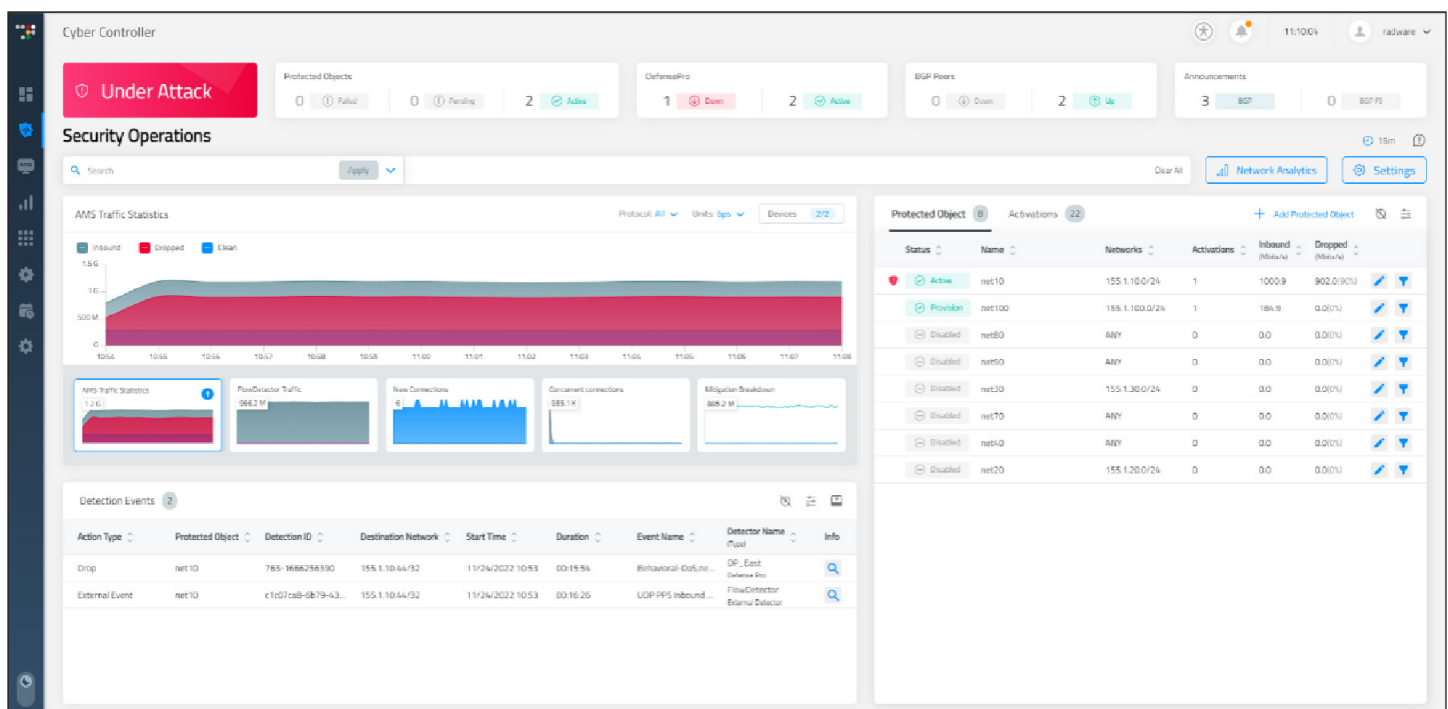 Cyber Controller
11:10:04
radware
Under Attack
Protected Objects
0 Failed 0 Pending 2 Active
DefensePro
1 Down 2 Active
BGP Peers
0 Down 2 Up
Announcements
3 BGP 0 BGP FS
Security Operations
15m
Search Apply Clear All Network Analytics Settings
AMS Traffic Statistics Protocol: All Units: bps Devices 2/2
Inbound Dropped Clean
1.5 G
1 G
500 M
0
10:54 10:55 10:56 10:57 10:58 10:59 11:00 11:01 11:02 11:03 11:04 11:05 11:06 11:07 11:08
AMS Traffic Statistics
1.2 G
FlowDetector Traffic
966.2 M
New Connections
6
Concurrent connections
935.1 K
Mitigation Breakdown
885.2 M
Detection Events 2
Action Type Protected Object Detection ID Destination Network Start Time Duration Event Name Detector Name (Type) Info
Drop net10 763-1666256390 155.1.10.44/32 11/24/2022 10:53 00:15:54 Behavioral-DoS,ne... DP_East
Defense Pro
External Event net10 c1c07ca8-6b79-43... 155.1.10.44/32 11/24/2022 10:53 00:16:26 UDP PPS Inbound ... FlowDetector
External Detector
Protected Object 8 Activations 22 + Add Protected Object
Status Name Networks Activations Inbound (Mbits/s) Dropped (Mbits/s)
Active net10 155.1.10.0/24 1 1000.9 902.0(90%)
Provision net100 155.1.100.0/24 1 184.9 0.0(0%)
Disabled net80 ANY 0 0.0 0.0(0%)
Disabled net90 ANY 0 0.0 0.0(0%)
Disabled net30 155.1.30.0/24 0 0.0 0.0(0%)
Disabled net70 ANY 0 0.0 0.0(0%)
Disabled net40 ANY 0 0.0 0.0(0%)
Disabled net20 155.1.20.0/24 0 0.0 0.0(0%)